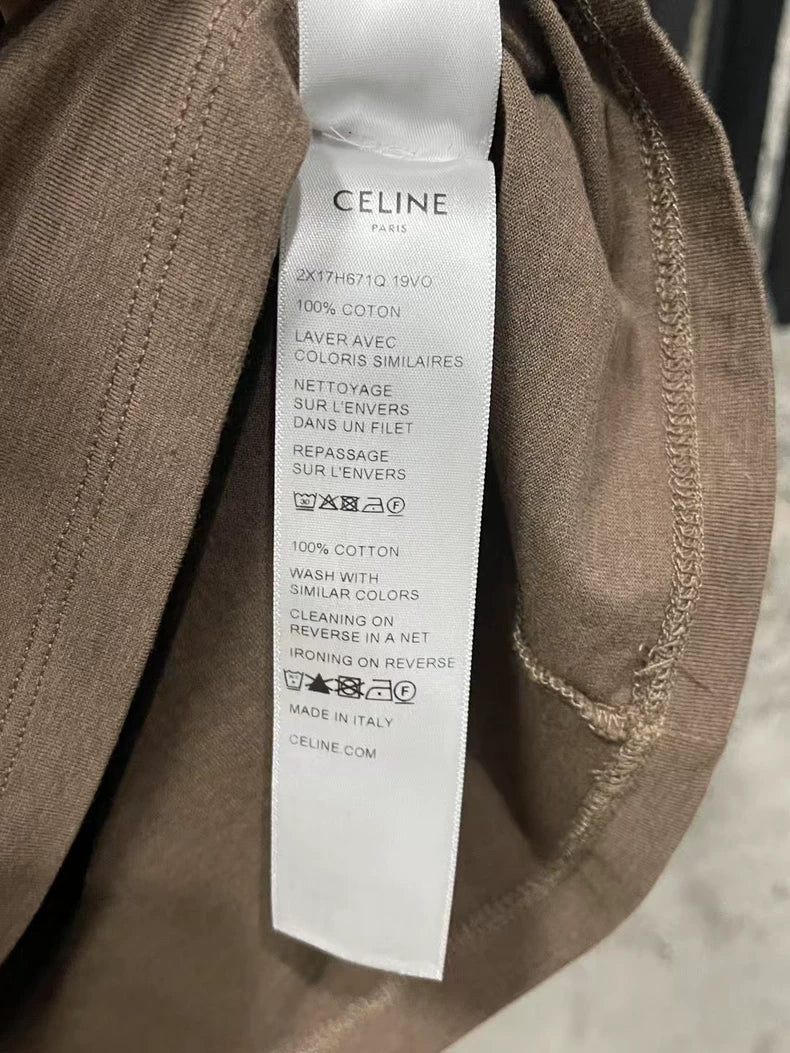 CELINE
PARIS
2X17H671Q 19VO
100% COTON
LAVER AVEC
COLORIS SIMILAIRES
NETTOYAGE
SUR L'ENVERS
DANS UN FILET
REPASSAGE
SUR L'ENVERS
30 F
100% COTTON
WASH WITH
SIMILAR COLORS
CLEANING ON
REVERSE IN A NET
IRONING ON REVERSE
F
MADE IN ITALY
CELINE.COM